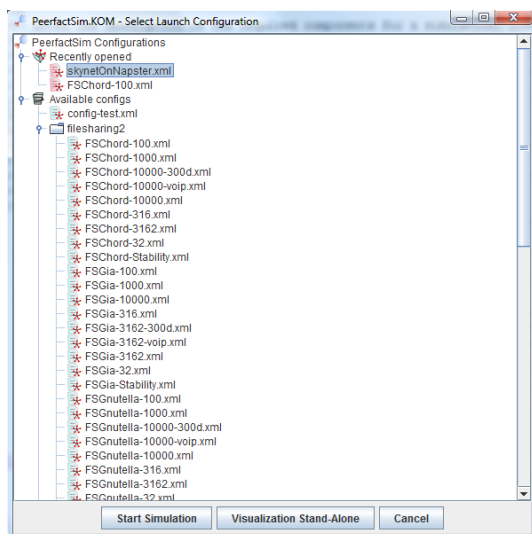 PeerfactSim.KOM - Select Launch Configuration
PeerfactSim Configurations
Recently opened
skynetOnNapster.xml
FSChord-100.xml
Available configs
config-test.xml
filesharing2
FSChord-100.xml
FSChord-1000.xml
FSChord-10000-300d.xml
FSChord-10000-voip.xml
FSChord-10000.xml
FSChord-316.xml
FSChord-3162.xml
FSChord-32.xml
FSChord-Stability.xml
FSGia-100.xml
FSGia-1000.xml
FSGia-10000.xml
FSGia-316.xml
FSGia-3162-300d.xml
FSGia-3162-voip.xml
FSGia-3162.xml
FSGia-32.xml
FSGia-Stability.xml
FSGnutella-100.xml
FSGnutella-1000.xml
FSGnutella-10000-300d.xml
FSGnutella-10000-voip.xml
FSGnutella-10000.xml
FSGnutella-316.xml
FSGnutella-3162.xml
FSGnutella-32.xml
Start Simulation Visualization Stand-Alone Cancel